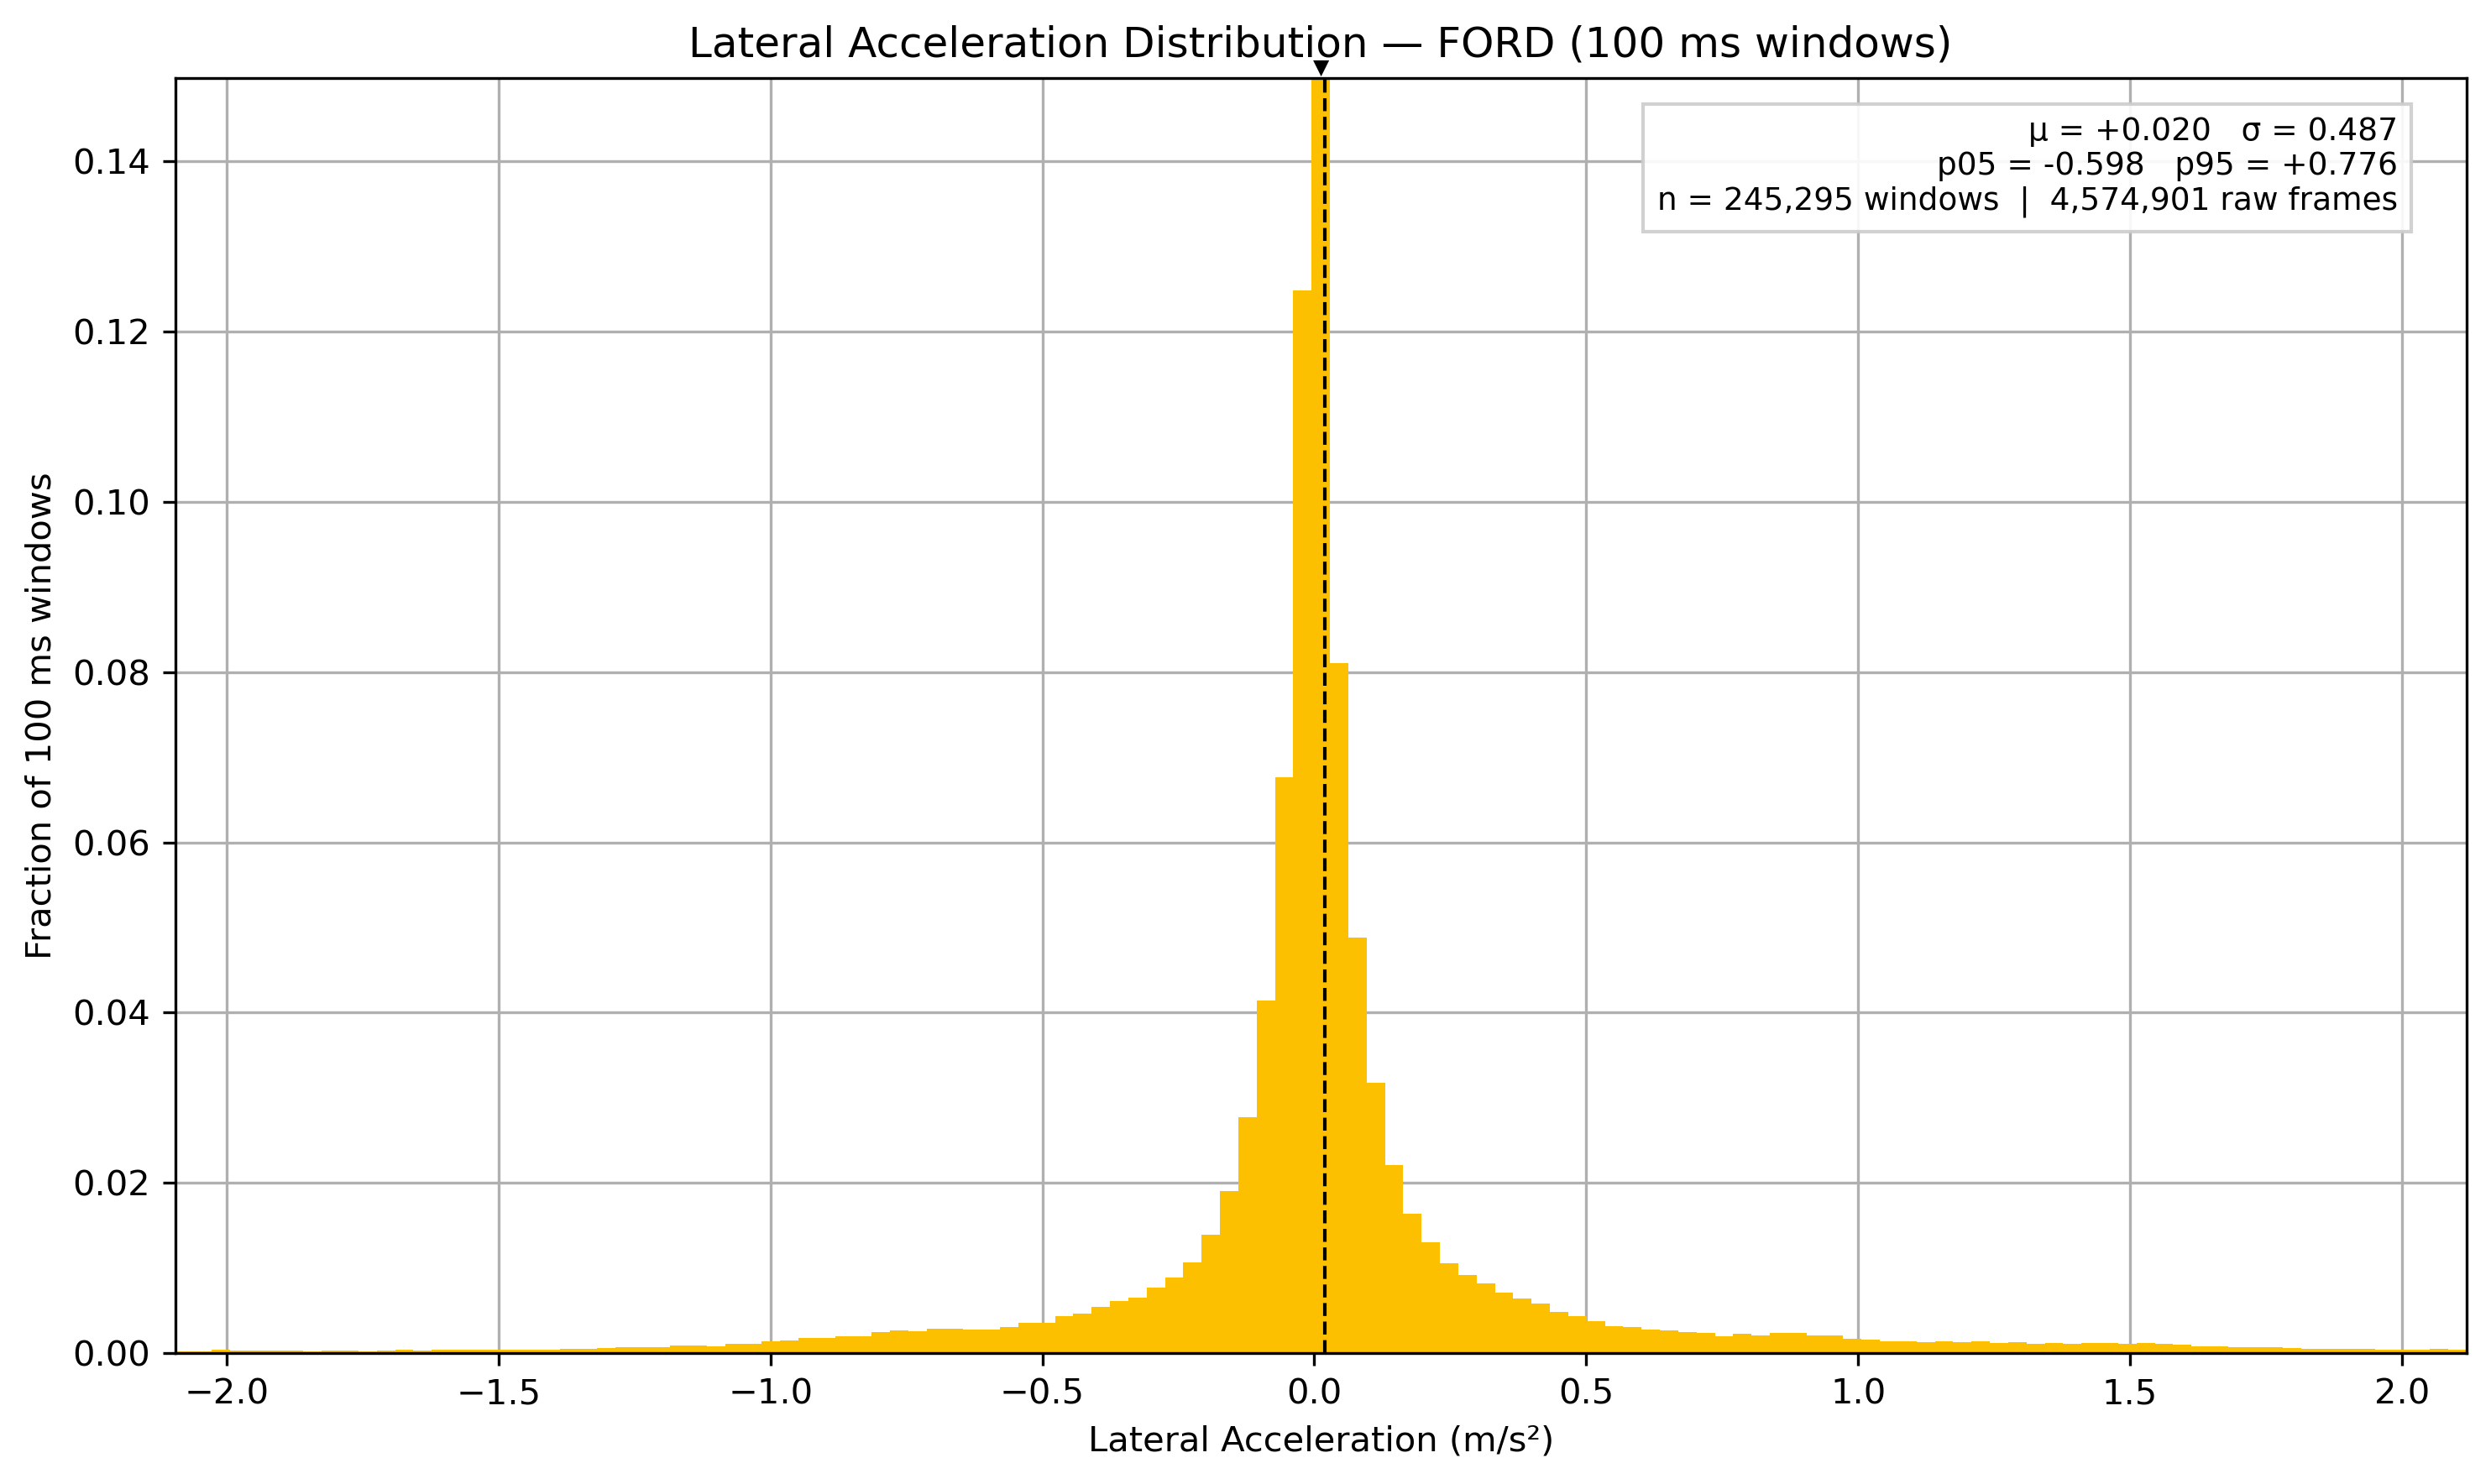 Lateral Acceleration Distribution — FORD (100 ms windows)
μ = +0.020   σ = 0.487
p05 = -0.598   p95 = +0.776
n = 245,295 windows  |  4,574,901 raw frames
0.14
0.12
0.10
0.08
0.06
0.04
0.02
0.00
Fraction of 100 ms windows
−2.0
−1.5
−1.0
−0.5
0.0
0.5
1.0
1.5
2.0
Lateral Acceleration (m/s²)